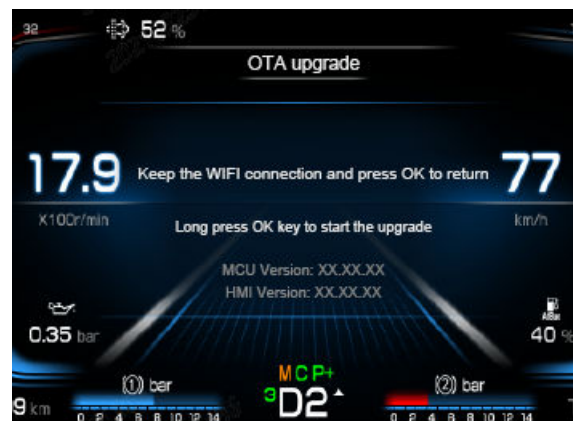 32
52 %
OTA upgrade
17.9
Keep the WIFI connection and press OK to return
77
X100r/min
km/h
Long press OK key to start the upgrade
MCU Version: XX.XX.XX
HMI Version: XX.XX.XX
0.35 bar
40 %
(1) bar
M C P+
(2) bar
9 km
3 D2
0 2 4 6 8 10 12 14
0 2 4 6 8 10 12 14